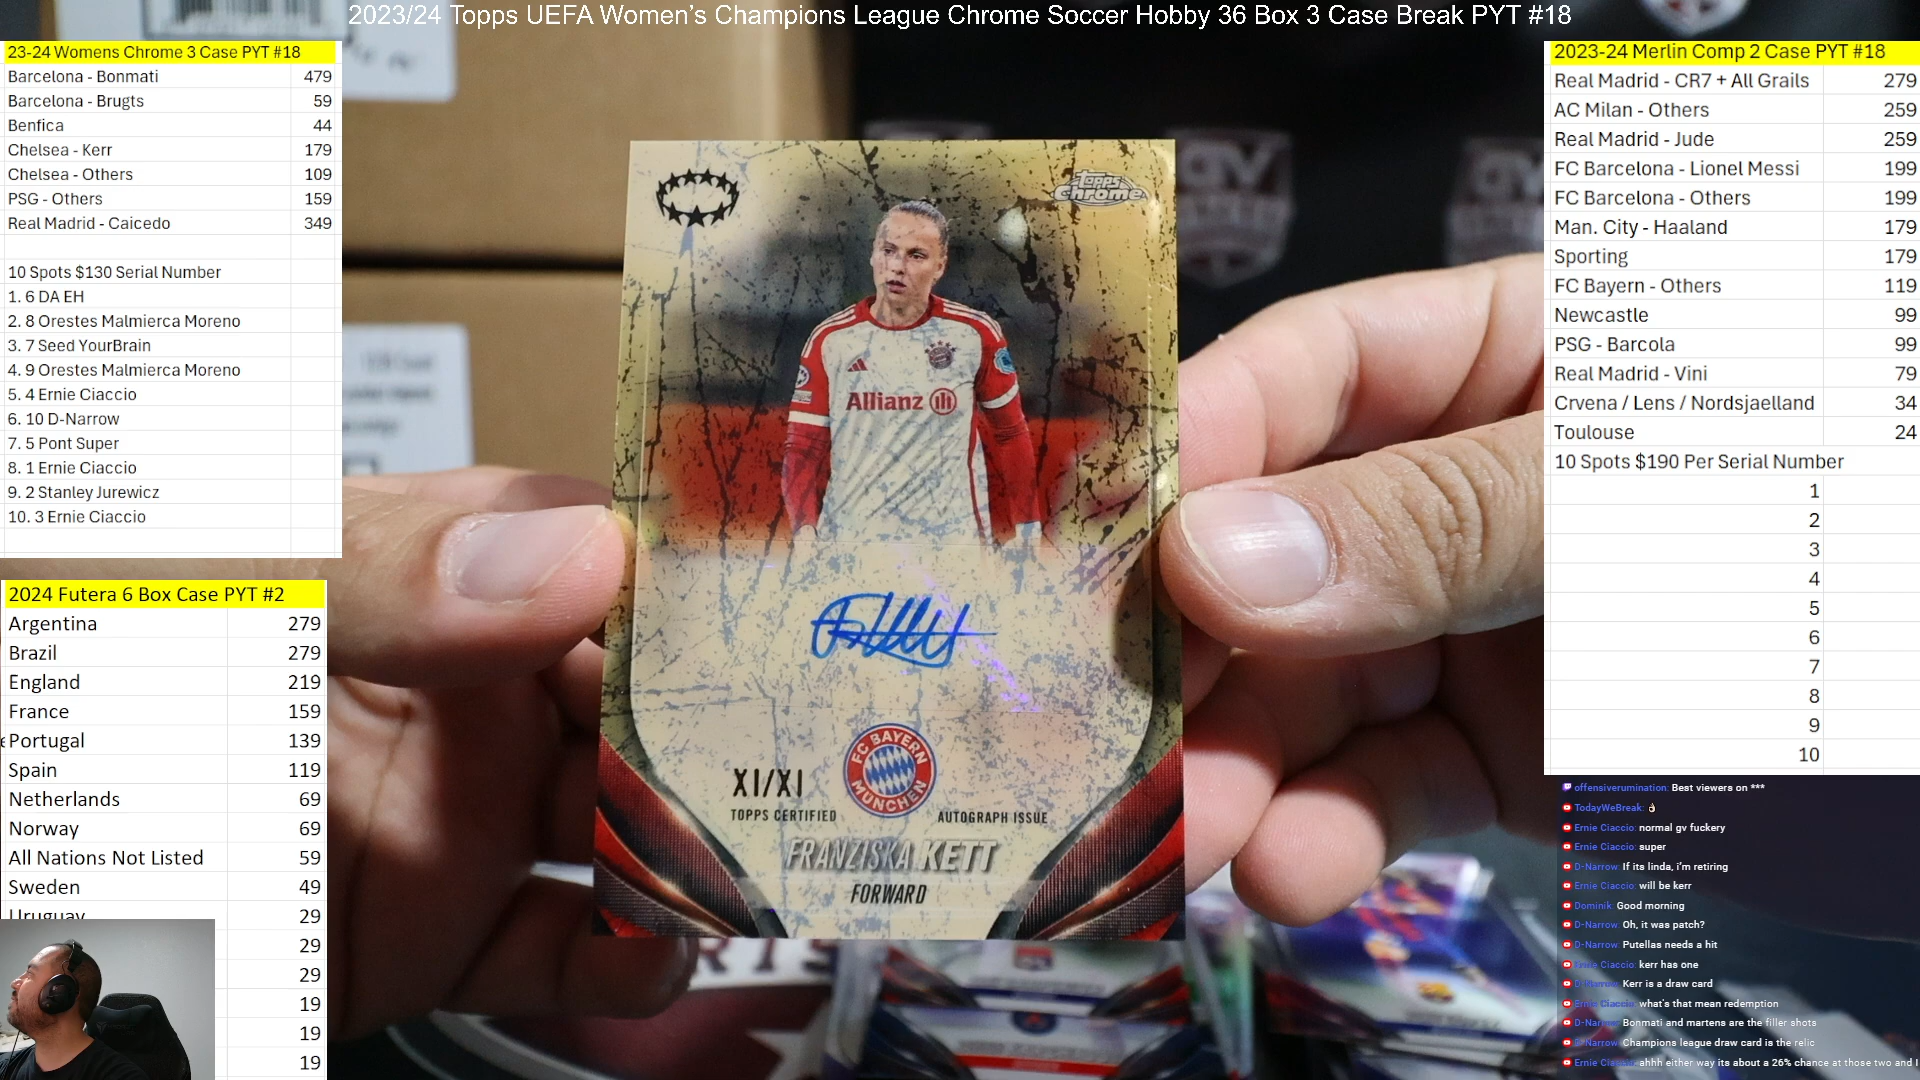 2023/24 Topps UEFA Women's Champions League Chrome Soccer Hobby 36 Box 3 Case Break PYT #18
23-24 Womens Chrome 3 Case PYT #18
Barcelona - Bonmati 479
Barcelona - Brugts 59
Benfica 44
Chelsea - Kerr 179
Chelsea - Others 109
PSG - Others 159
Real Madrid - Caicedo 349
10 Spots $130 Serial Number
1. 6 DA EH
2. 8 Orestes Malmierca Moreno
3. 7 Seed YourBrain
4. 9 Orestes Malmierca Moreno
5. 4 Ernie Ciaccio
6. 10 D-Narrow
7. 5 Pont Super
8. 1 Ernie Ciaccio
9. 2 Stanley Jurewicz
10. 3 Ernie Ciaccio
2024 Futera 6 Box Case PYT #2
Argentina 279
Brazil 279
England 219
France 159
Portugal 139
Spain 119
Netherlands 69
Norway 69
All Nations Not Listed 59
Sweden 49
Uruguay 29
29
29
19
19
19
Topps
Chrome
Allianz
FC BAYERN
MÜNCHEN
XI/XI
TOPPS CERTIFIED AUTOGRAPH ISSUE
FRANZISKA KETT
FORWARD
GV
2023-24 Merlin Comp 2 Case PYT #18
Real Madrid - CR7 + All Grails 279
AC Milan - Others 259
Real Madrid - Jude 259
FC Barcelona - Lionel Messi 199
FC Barcelona - Others 199
Man. City - Haaland 179
Sporting 179
FC Bayern - Others 119
Newcastle 99
PSG - Barcola 99
Real Madrid - Vini 79
Crvena / Lens / Nordsjaelland 34
Toulouse 24
10 Spots $190 Per Serial Number
1
2
3
4
5
6
7
8
9
10
offensiverumination: Best viewers on ***
TodayWeBreak: 👌
Ernie Ciaccio: normal gv fuckery
Ernie Ciaccio: super
D-Narrow: If its linda, i'm retiring
Ernie Ciaccio: will be kerr
Dominik: Good morning
D-Narrow: Oh, it was patch?
D-Narrow: Putellas needs a hit
Ernie Ciaccio: kerr has one
D-Narrow: Kerr is a draw card
Ernie Ciaccio: what's that mean redemption
D-Narrow: Bonmati and martens are the filler shots
D-Narrow: Champions league draw card is the relic
Ernie Ciaccio: ahhh either way its about a 26% chance at those two and I